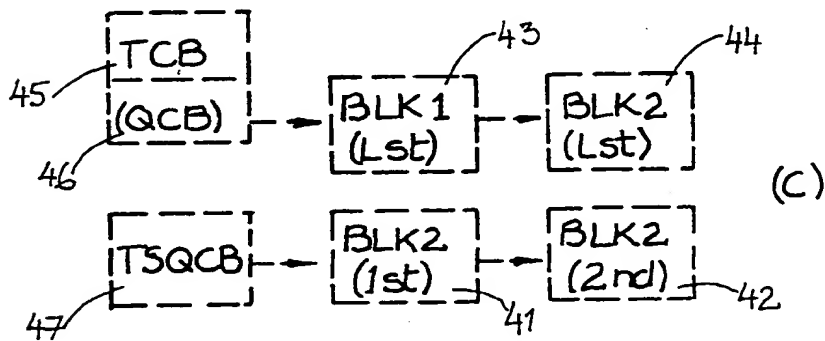 43
44
TCB
45
(QCB)
46
BLK1
(Lst)
BLK2
(Lst)
(C)
TSQCB
47
BLK2
(1st)
41
BLK2
(2nd)
42